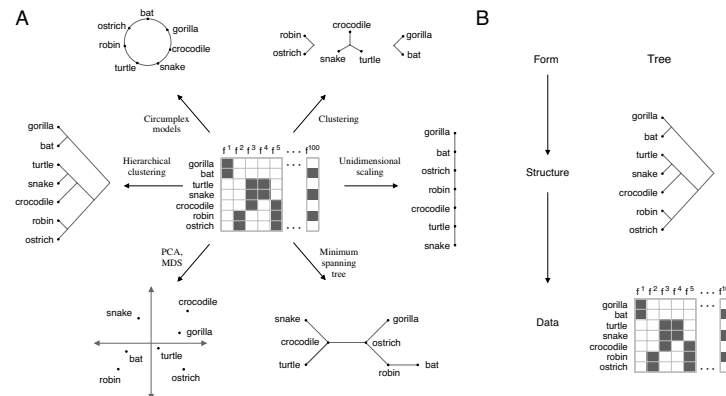 A
B
bat
ostrich
gorilla
robin
crocodile
turtle
snake
crocodile
robin
gorilla
ostrich
snake
turtle
bat
Form
Tree
Circumplex
models
Clustering
gorilla
bat
turtle
snake
crocodile
robin
ostrich
Hierarchical
clustering
f1 f2 f3 f4 f5 ... f100
gorilla
bat
turtle
snake
crocodile
robin
ostrich
...
Unidimensional
scaling
gorilla
bat
ostrich
robin
crocodile
turtle
snake
Structure
gorilla
bat
turtle
snake
crocodile
robin
ostrich
PCA,
MDS
Minimum
spanning
tree
snake
crocodile
gorilla
bat
turtle
robin
ostrich
snake
gorilla
crocodile
ostrich
turtle
robin
bat
Data
f1 f2 f3 f4 f5 ...
gorilla
bat
turtle
snake
crocodile
robin
ostrich
...